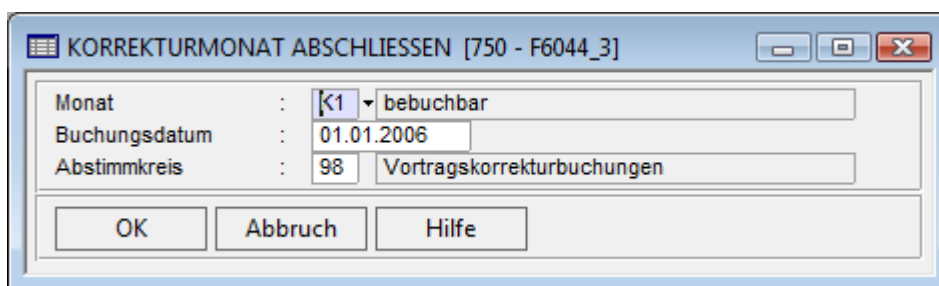 KORREKTURMONAT ABSCHLIESSEN [750 - F6044_3]
Monat : K1 bebuchbar
Buchungsdatum : 01.01.2006
Abstimmkreis : 98 Vortragskorrekturbuchungen
OK Abbruch Hilfe